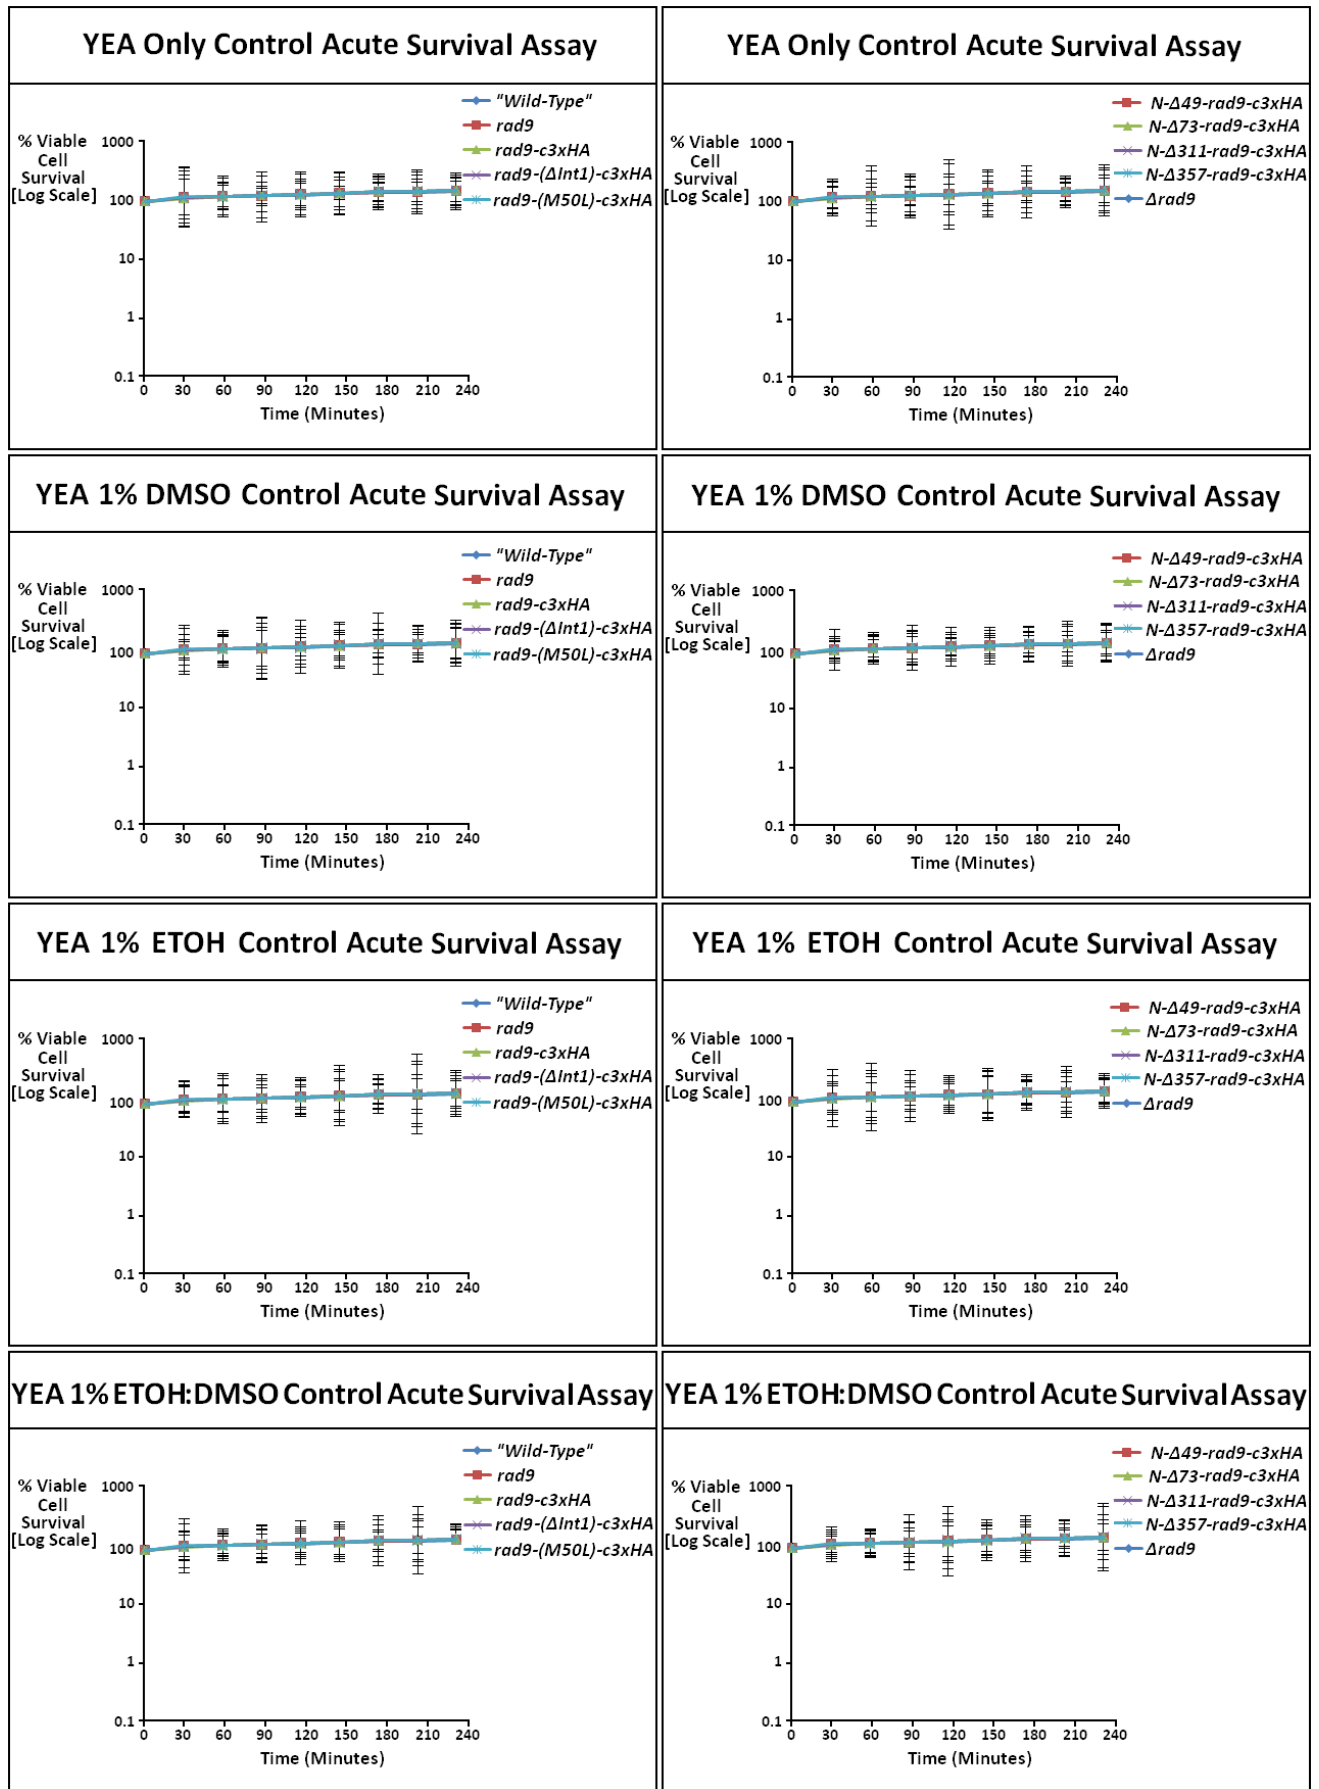 YEA Only Control Acute Survival Assay
% Viable
Cell
Survival
[Log Scale]
1000
100
10
1
0.1
0 30 60 90 120 150 180 210 240
Time (Minutes)
"Wild-Type"
rad9
rad9-c3xHA
rad9-(ΔInt1)-c3xHA
rad9-(M50L)-c3xHA
YEA Only Control Acute Survival Assay
% Viable
Cell
Survival
[Log Scale]
1000
100
10
1
0.1
0 30 60 90 120 150 180 210 240
Time (Minutes)
N-Δ49-rad9-c3xHA
N-Δ73-rad9-c3xHA
N-Δ311-rad9-c3xHA
N-Δ357-rad9-c3xHA
Δrad9
YEA 1% DMSO Control Acute Survival Assay
% Viable
Cell
Survival
[Log Scale]
1000
100
10
1
0.1
0 30 60 90 120 150 180 210 240
Time (Minutes)
"Wild-Type"
rad9
rad9-c3xHA
rad9-(ΔInt1)-c3xHA
rad9-(M50L)-c3xHA
YEA 1% DMSO Control Acute Survival Assay
% Viable
Cell
Survival
[Log Scale]
1000
100
10
1
0.1
0 30 60 90 120 150 180 210 240
Time (Minutes)
N-Δ49-rad9-c3xHA
N-Δ73-rad9-c3xHA
N-Δ311-rad9-c3xHA
N-Δ357-rad9-c3xHA
Δrad9
YEA 1% ETOH Control Acute Survival Assay
% Viable
Cell
Survival
[Log Scale]
1000
100
10
1
0.1
0 30 60 90 120 150 180 210 240
Time (Minutes)
"Wild-Type"
rad9
rad9-c3xHA
rad9-(ΔInt1)-c3xHA
rad9-(M50L)-c3xHA
YEA 1% ETOH Control Acute Survival Assay
% Viable
Cell
Survival
[Log Scale]
1000
100
10
1
0.1
0 30 60 90 120 150 180 210 240
Time (Minutes)
N-Δ49-rad9-c3xHA
N-Δ73-rad9-c3xHA
N-Δ311-rad9-c3xHA
N-Δ357-rad9-c3xHA
Δrad9
YEA 1% ETOH:DMSO Control Acute Survival Assay
% Viable
Cell
Survival
[Log Scale]
1000
100
10
1
0.1
0 30 60 90 120 150 180 210 240
Time (Minutes)
"Wild-Type"
rad9
rad9-c3xHA
rad9-(ΔInt1)-c3xHA
rad9-(M50L)-c3xHA
YEA 1% ETOH:DMSO Control Acute Survival Assay
% Viable
Cell
Survival
[Log Scale]
1000
100
10
1
0.1
0 30 60 90 120 150 180 210 240
Time (Minutes)
N-Δ49-rad9-c3xHA
N-Δ73-rad9-c3xHA
N-Δ311-rad9-c3xHA
N-Δ357-rad9-c3xHA
Δrad9